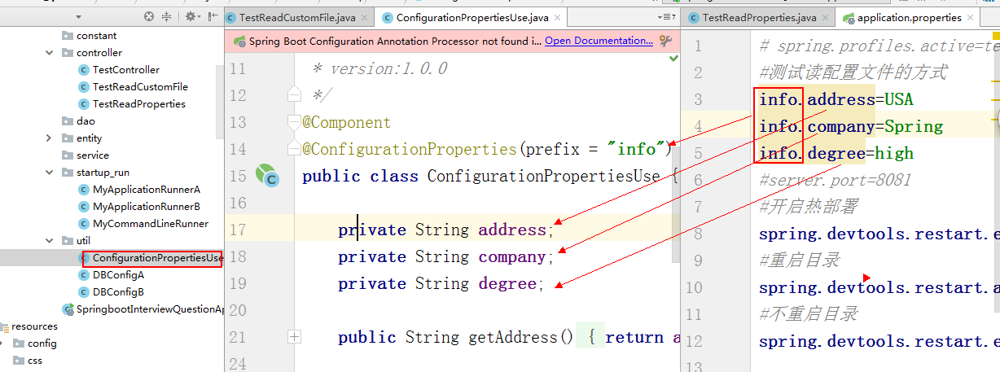 constant
controller
TestController
TestReadCustomFile
TestReadProperties
dao
entity
service
startup_run
MyApplicationRunnerA
MyApplicationRunnerB
MyCommandLineRunner
util
ConfigurationPropertiesUse
DBConfigA
DBConfigB
SpringbootInterviewQuestionAp
resources
config
css
TestReadCustomFile.java
ConfigurationPropertiesUse.java
7
Spring Boot Configuration Annotation Processor not found i... Open Documentation...
11 * version:1.0.0
12 */
13 @Component
14 @ConfigurationProperties(prefix = "info")
15 public class ConfigurationPropertiesUse {
16
17 private String address;
18 private String company;
19 private String degree;
20
21 public String getAddress() { return a
24
TestReadProperties.java
application.properties
1 # spring.profiles.active=te
2 #测试读配置文件的方式
3 info.address=USA
4 info.company=Spring
5 info.degree=high
6 #server.port=8081
7 #开启热部署
8 spring.devtools.restart.e
9 #重启目录
10 spring.devtools.restart.a
11 #不重启目录
12 spring.devtools.restart.e
13